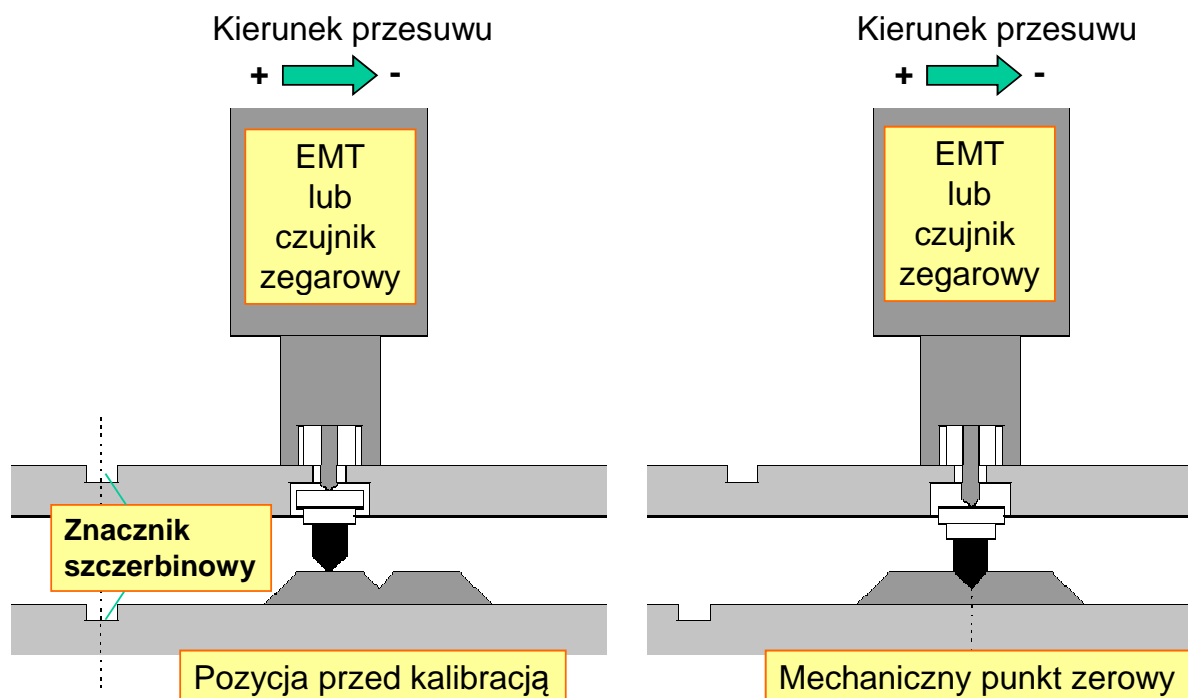 Kierunek przesuwu
+ -
EMT
lub
czujnik
zegarowy
Znacznik
szczerbinowy
Pozycja przed kalibracją
Kierunek przesuwu
+ -
EMT
lub
czujnik
zegarowy
Mechaniczny punkt zerowy